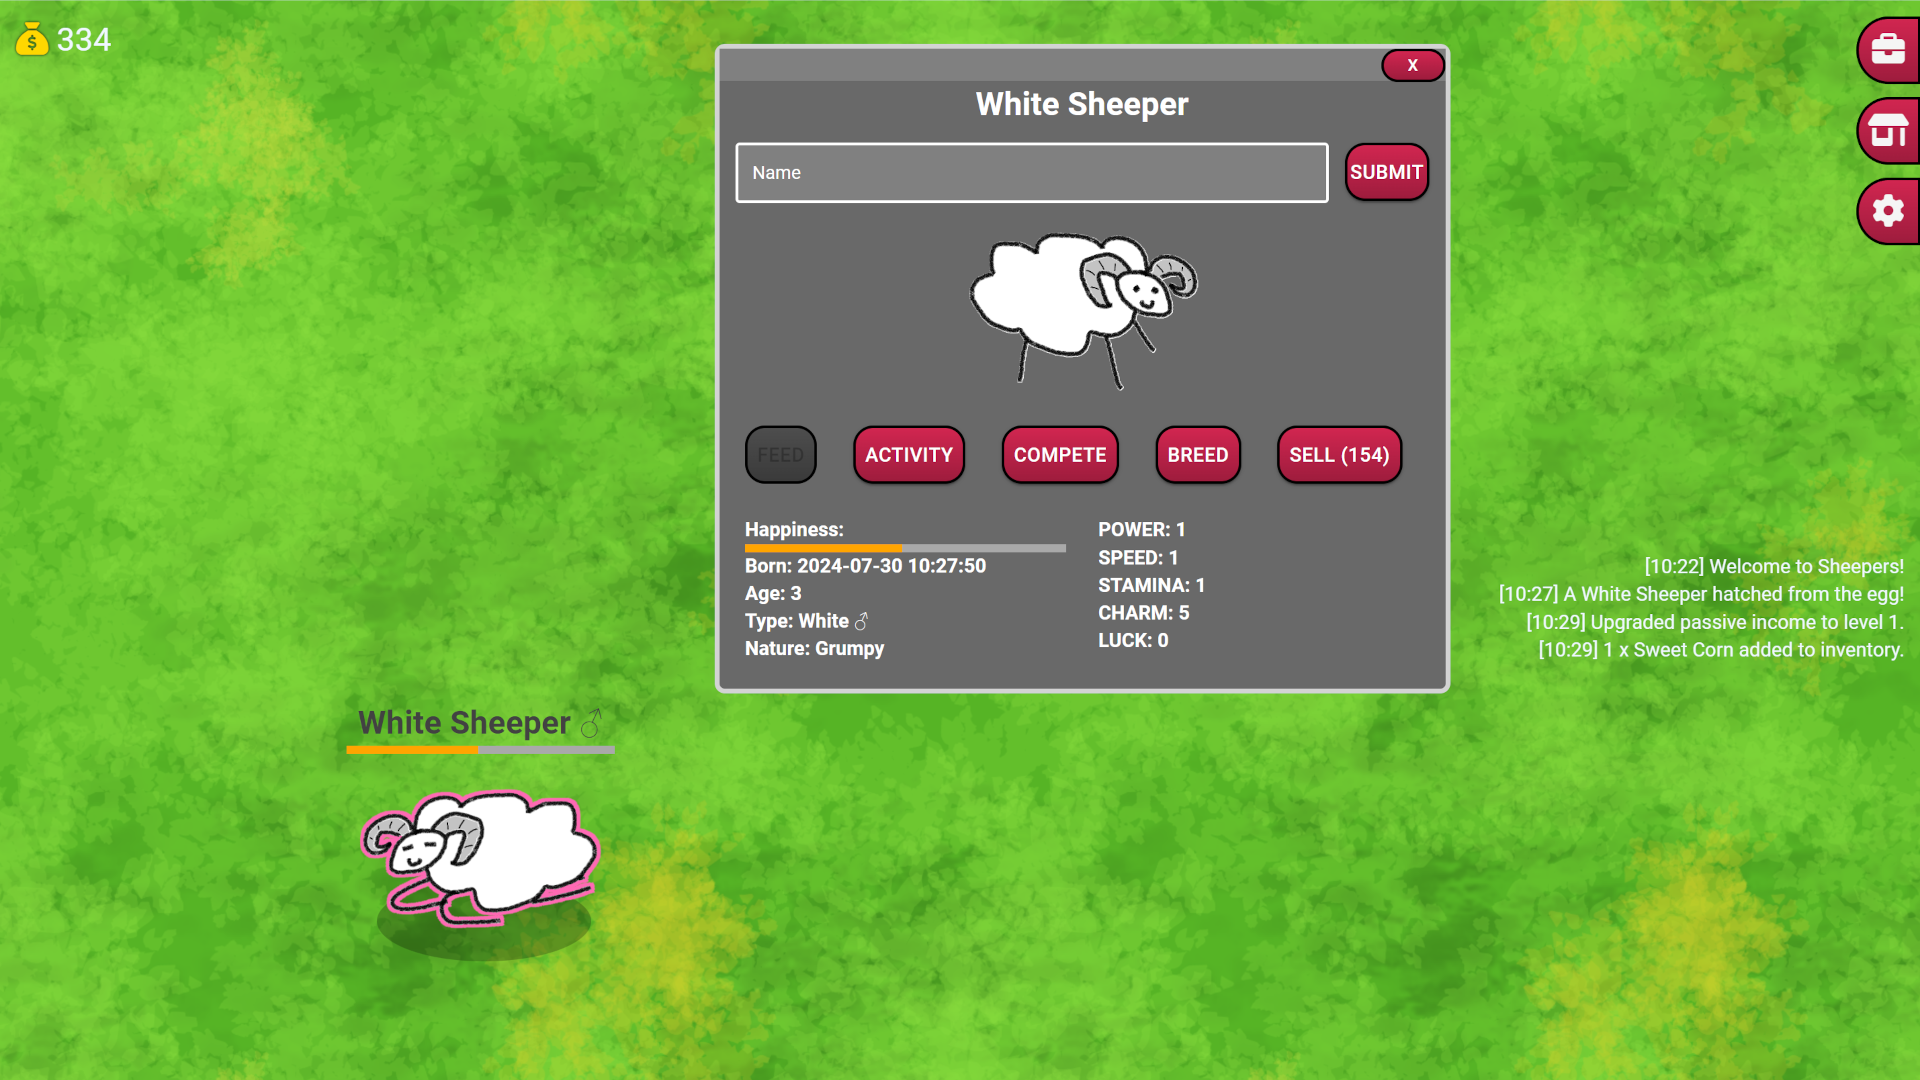 334
X
White Sheeper
Name
SUBMIT
FEED
ACTIVITY
COMPETE
BREED
SELL (154)
Happiness:
Born: 2024-07-30 10:27:50
Age: 3
Type: White ♂
Nature: Grumpy
POWER: 1
SPEED: 1
STAMINA: 1
CHARM: 5
LUCK: 0
[10:22] Welcome to Sheepers!
[10:27] A White Sheeper hatched from the egg!
[10:29] Upgraded passive income to level 1.
[10:29] 1 x Sweet Corn added to inventory.
White Sheeper ♂